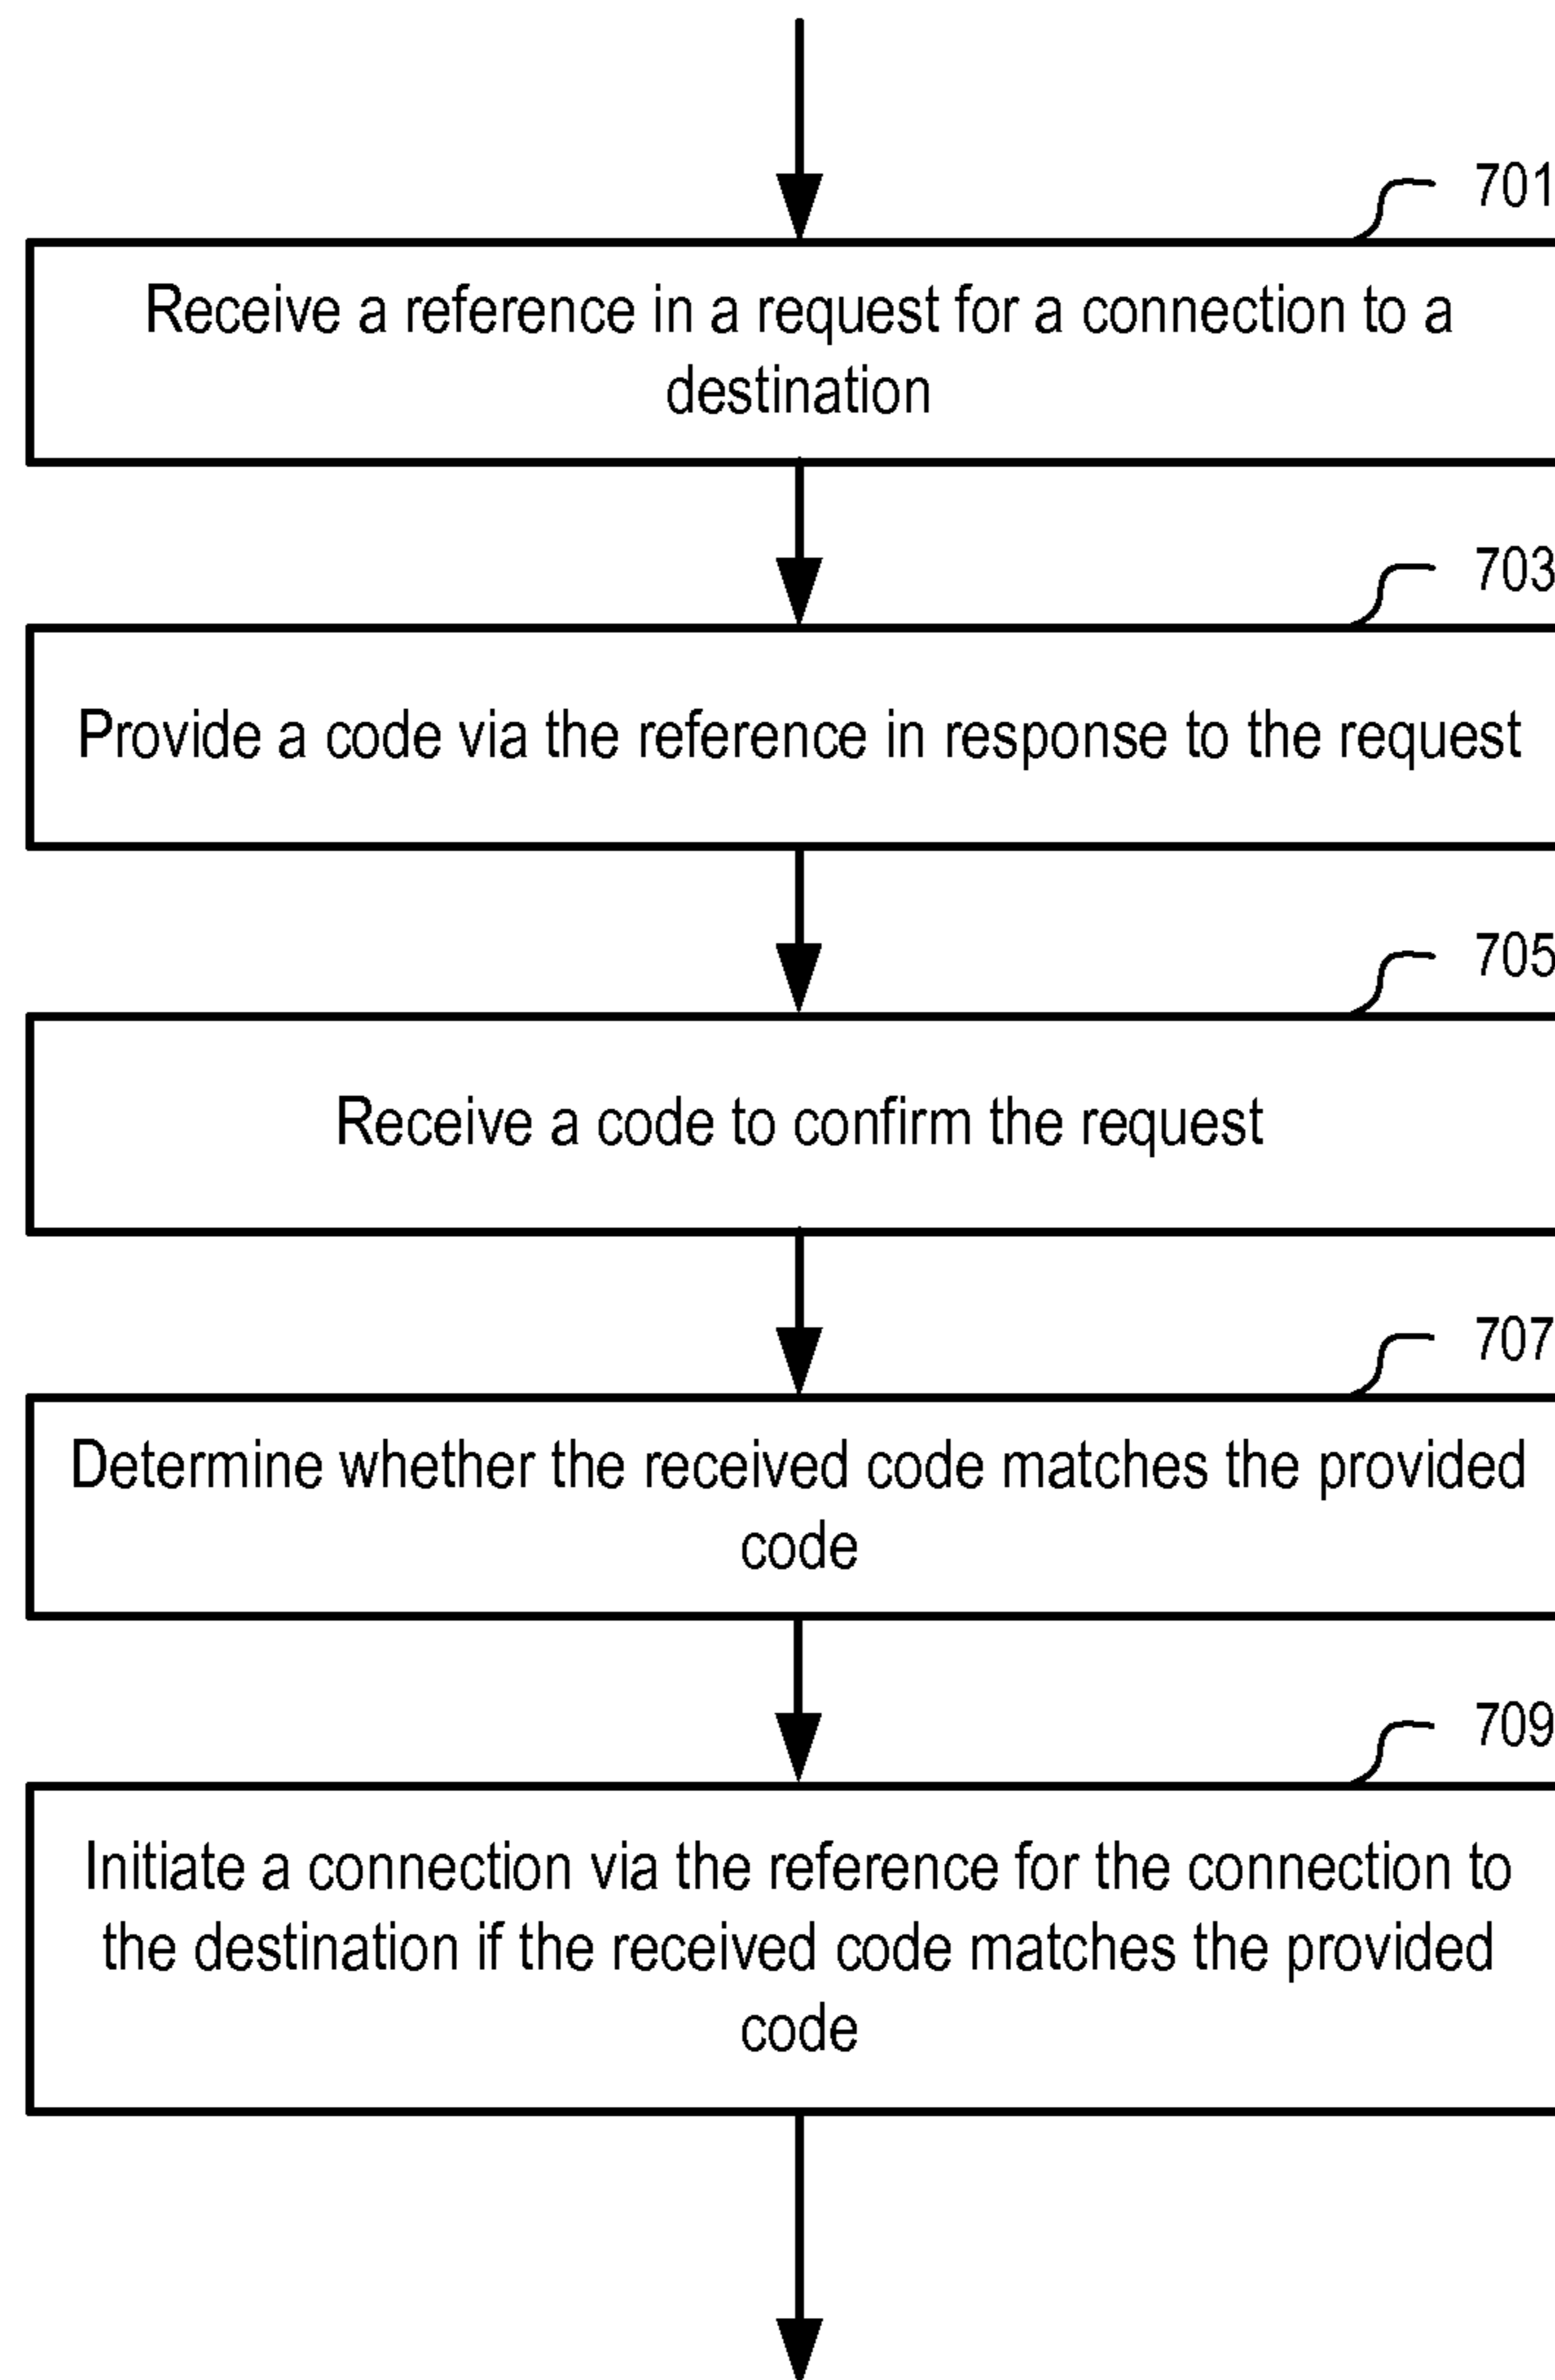 701
Receive a reference in a request for a connection to a
destination
703
Provide a code via the reference in response to the request
705
Receive a code to confirm the request
707
Determine whether the received code matches the provided
code
709
Initiate a connection via the reference for the connection to
the destination if the received code matches the provided
code